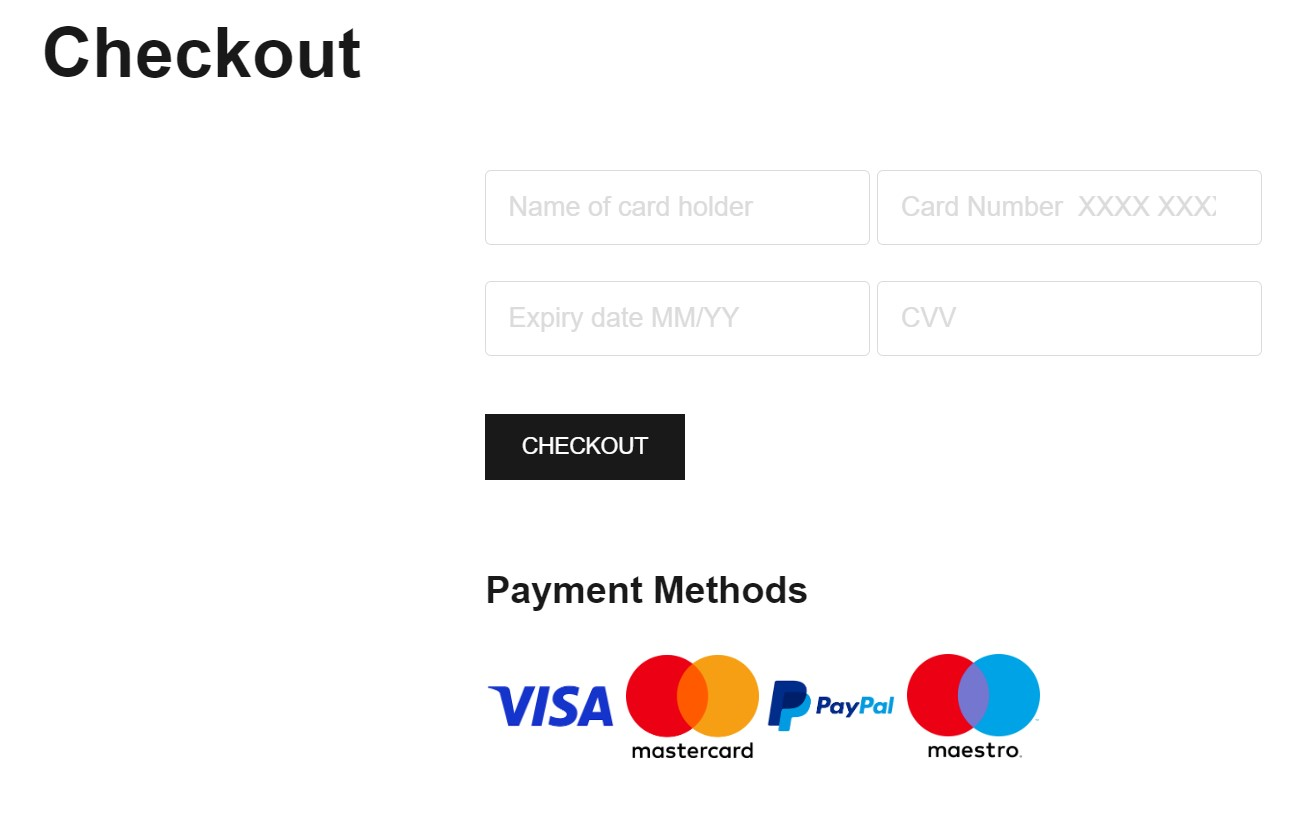 Checkout
Name of card holder Card Number XXXX XXX
Expiry date MM/YY CVV
CHECKOUT
Payment Methods
VISA mastercard PayPal maestro